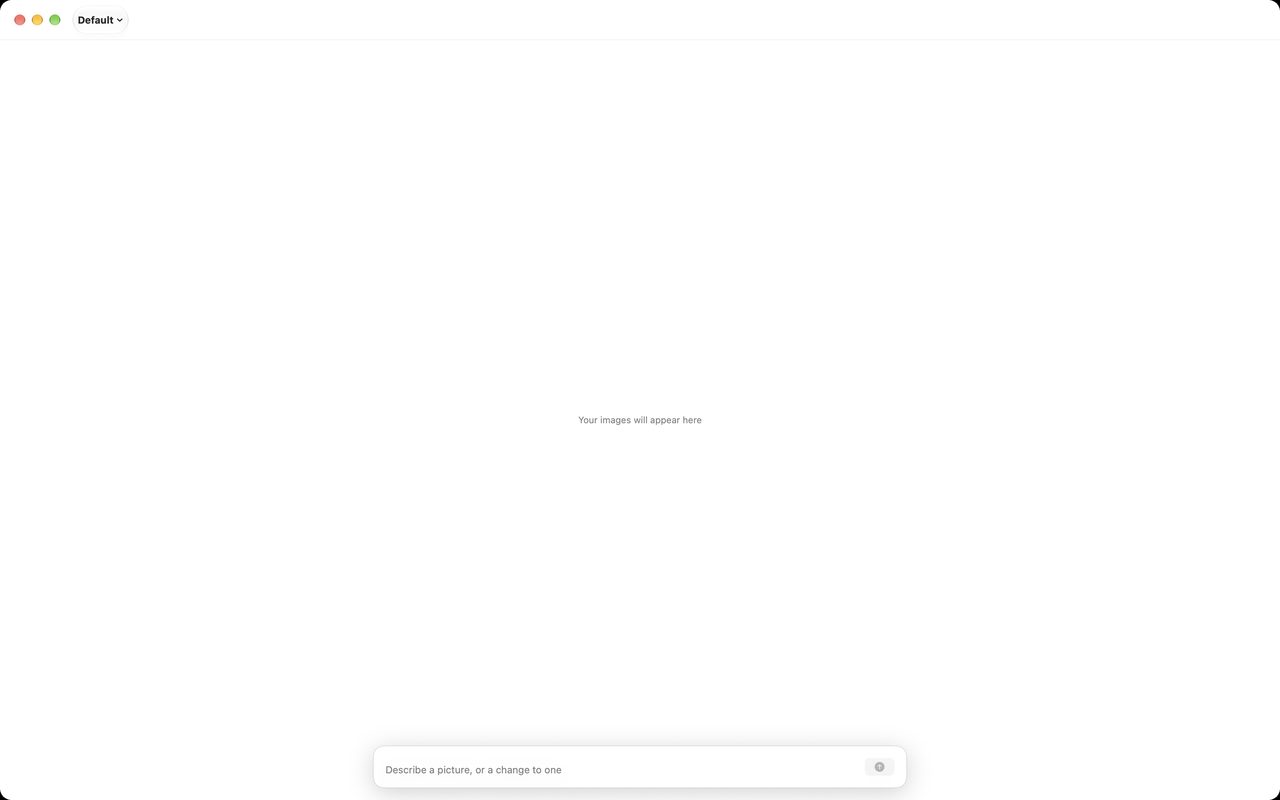 Default
Your images will appear here
Describe a picture, or a change to one